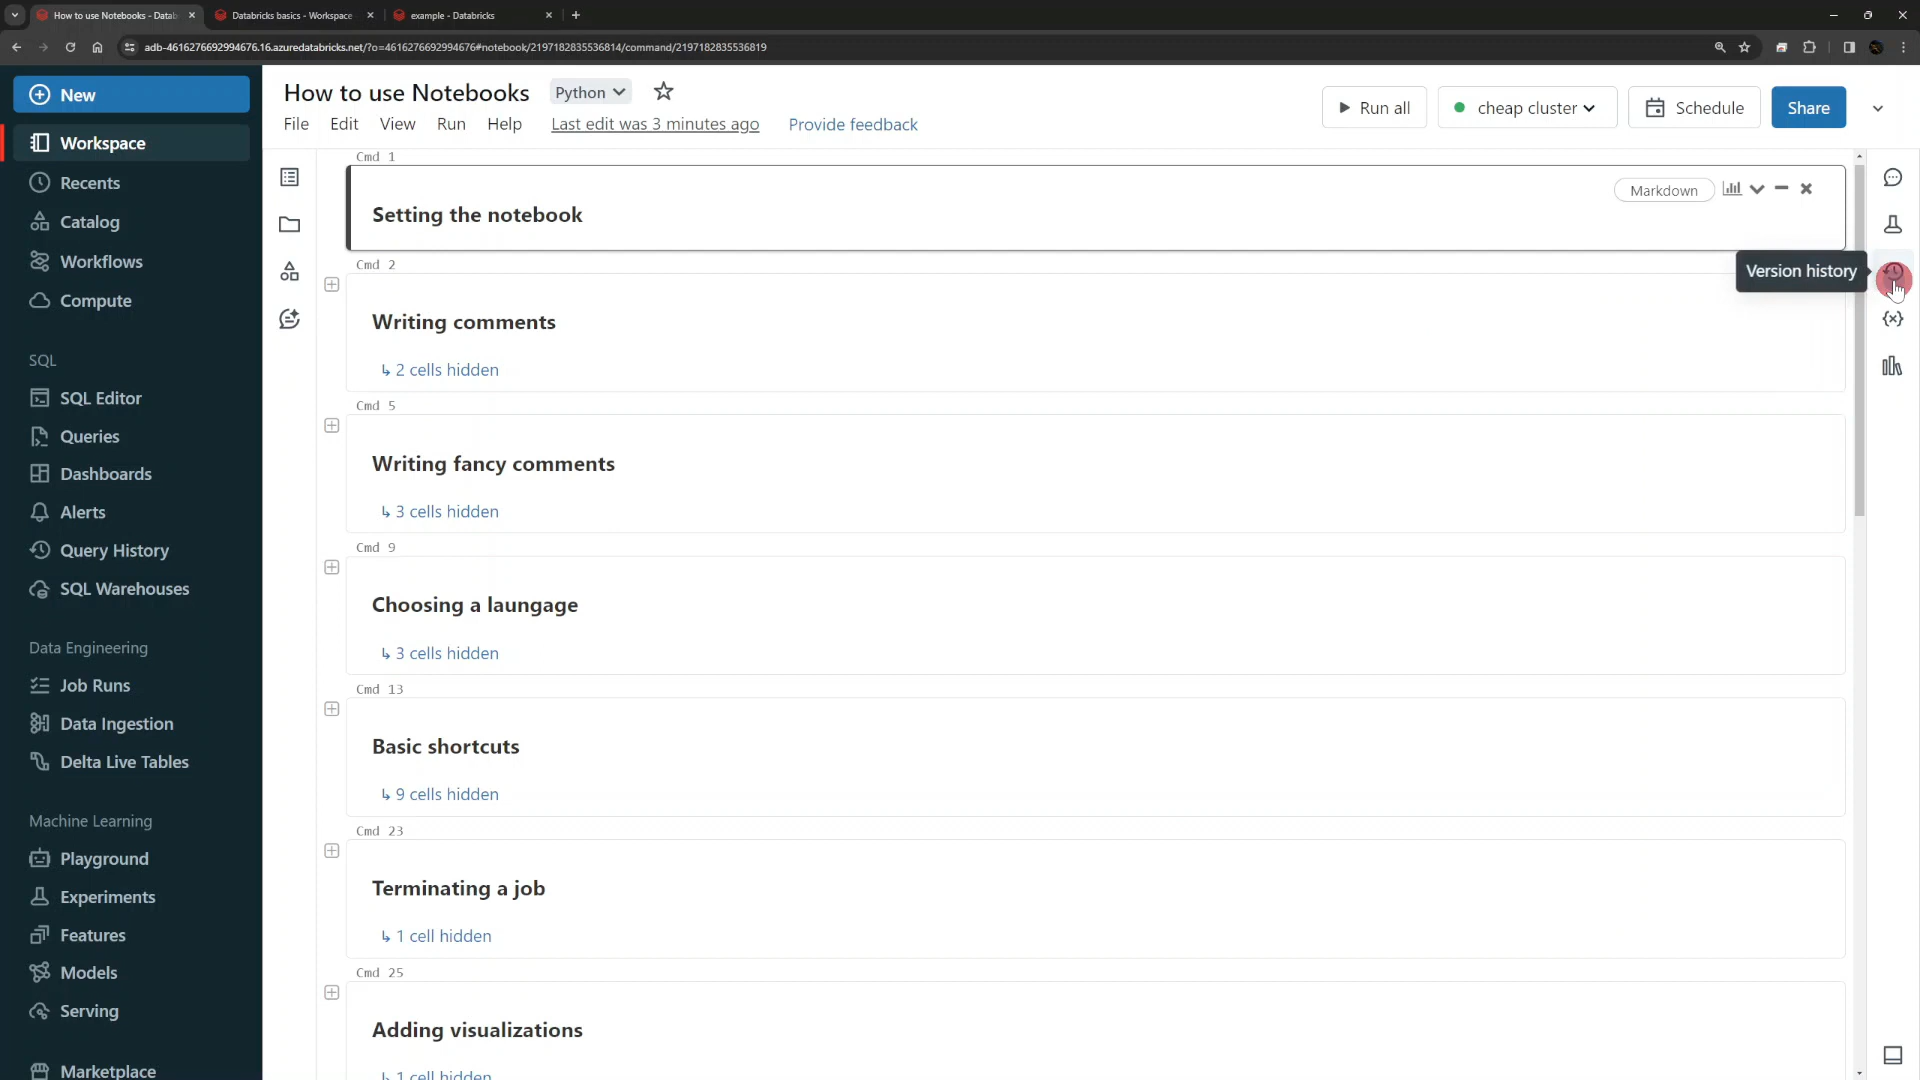 How to use Notebooks - Datab
Databricks basics - Workspace
example - Databricks
adb-4616276692994676.16.azuredatabricks.net/?o=4616276692994676#notebook/2197182835536814/command/2197182835536819
New
Workspace
Recents
Catalog
Workflows
Compute
SQL
SQL Editor
Queries
Dashboards
Alerts
Query History
SQL Warehouses
Data Engineering
Job Runs
Data Ingestion
Delta Live Tables
Machine Learning
Playground
Experiments
Features
Models
Serving
Marketplace
How to use Notebooks Python
File Edit View Run Help Last edit was 3 minutes ago Provide feedback
Run all cheap cluster Schedule Share
Cmd 1
Markdown
Setting the notebook
Version history
Cmd 2
Writing comments
↳ 2 cells hidden
Cmd 5
Writing fancy comments
↳ 3 cells hidden
Cmd 9
Choosing a laungage
↳ 3 cells hidden
Cmd 13
Basic shortcuts
↳ 9 cells hidden
Cmd 23
Terminating a job
↳ 1 cell hidden
Cmd 25
Adding visualizations
↳ 1 cell hidden